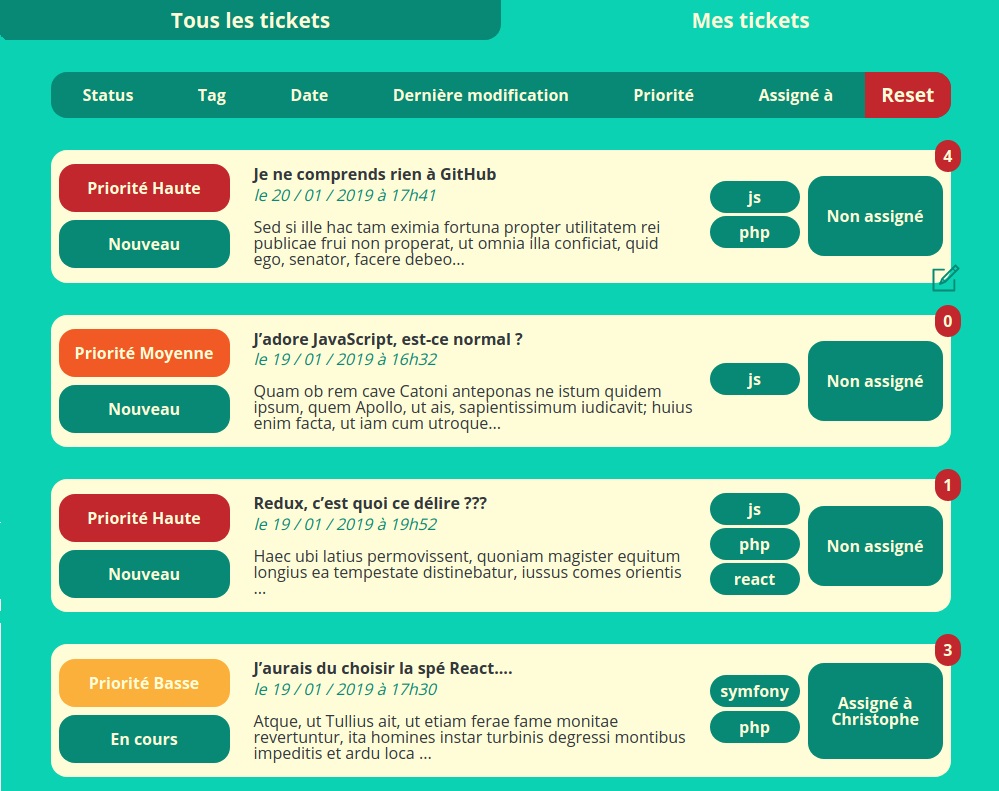 Tous les tickets
Mes tickets
Status
Tag
Date
Dernière modification
Priorité
Assigné à
Reset
4
Priorité Haute
Nouveau
Je ne comprends rien à GitHub
le 20 / 01 / 2019 à 17h41
Sed si ille hac tam eximia fortuna propter utilitatem rei
publicae frui non properat, ut omnia illa conficiat, quid
ego, senator, facere debeo...
js
php
Non assigné
0
Priorité Moyenne
Nouveau
J’adore JavaScript, est-ce normal ?
le 19 / 01 / 2019 à 16h32
Quam ob rem cave Catoni anteponas ne istum quidem
ipsum, quem Apollo, ut ais, sapientissimum iudicavit; huius
enim facta, ut iam cum utroque...
js
Non assigné
1
Priorité Haute
Nouveau
Redux, c’est quoi ce délire ???
le 19 / 01 / 2019 à 19h52
Haec ubi latius permovissent, quoniam magister equitum
longius ea tempestate distinebatur, iussus comes orientis
...
js
php
react
Non assigné
3
Priorité Basse
En cours
J’aurais du choisir la spé React....
le 19 / 01 / 2019 à 17h30
Atque, ut Tullius ait, ut etiam ferae fame monitae
revertuntur, ita homines instar turbinis degressi montibus
impeditis et ardu loca ...
symfony
php
Assigné à
Christophe